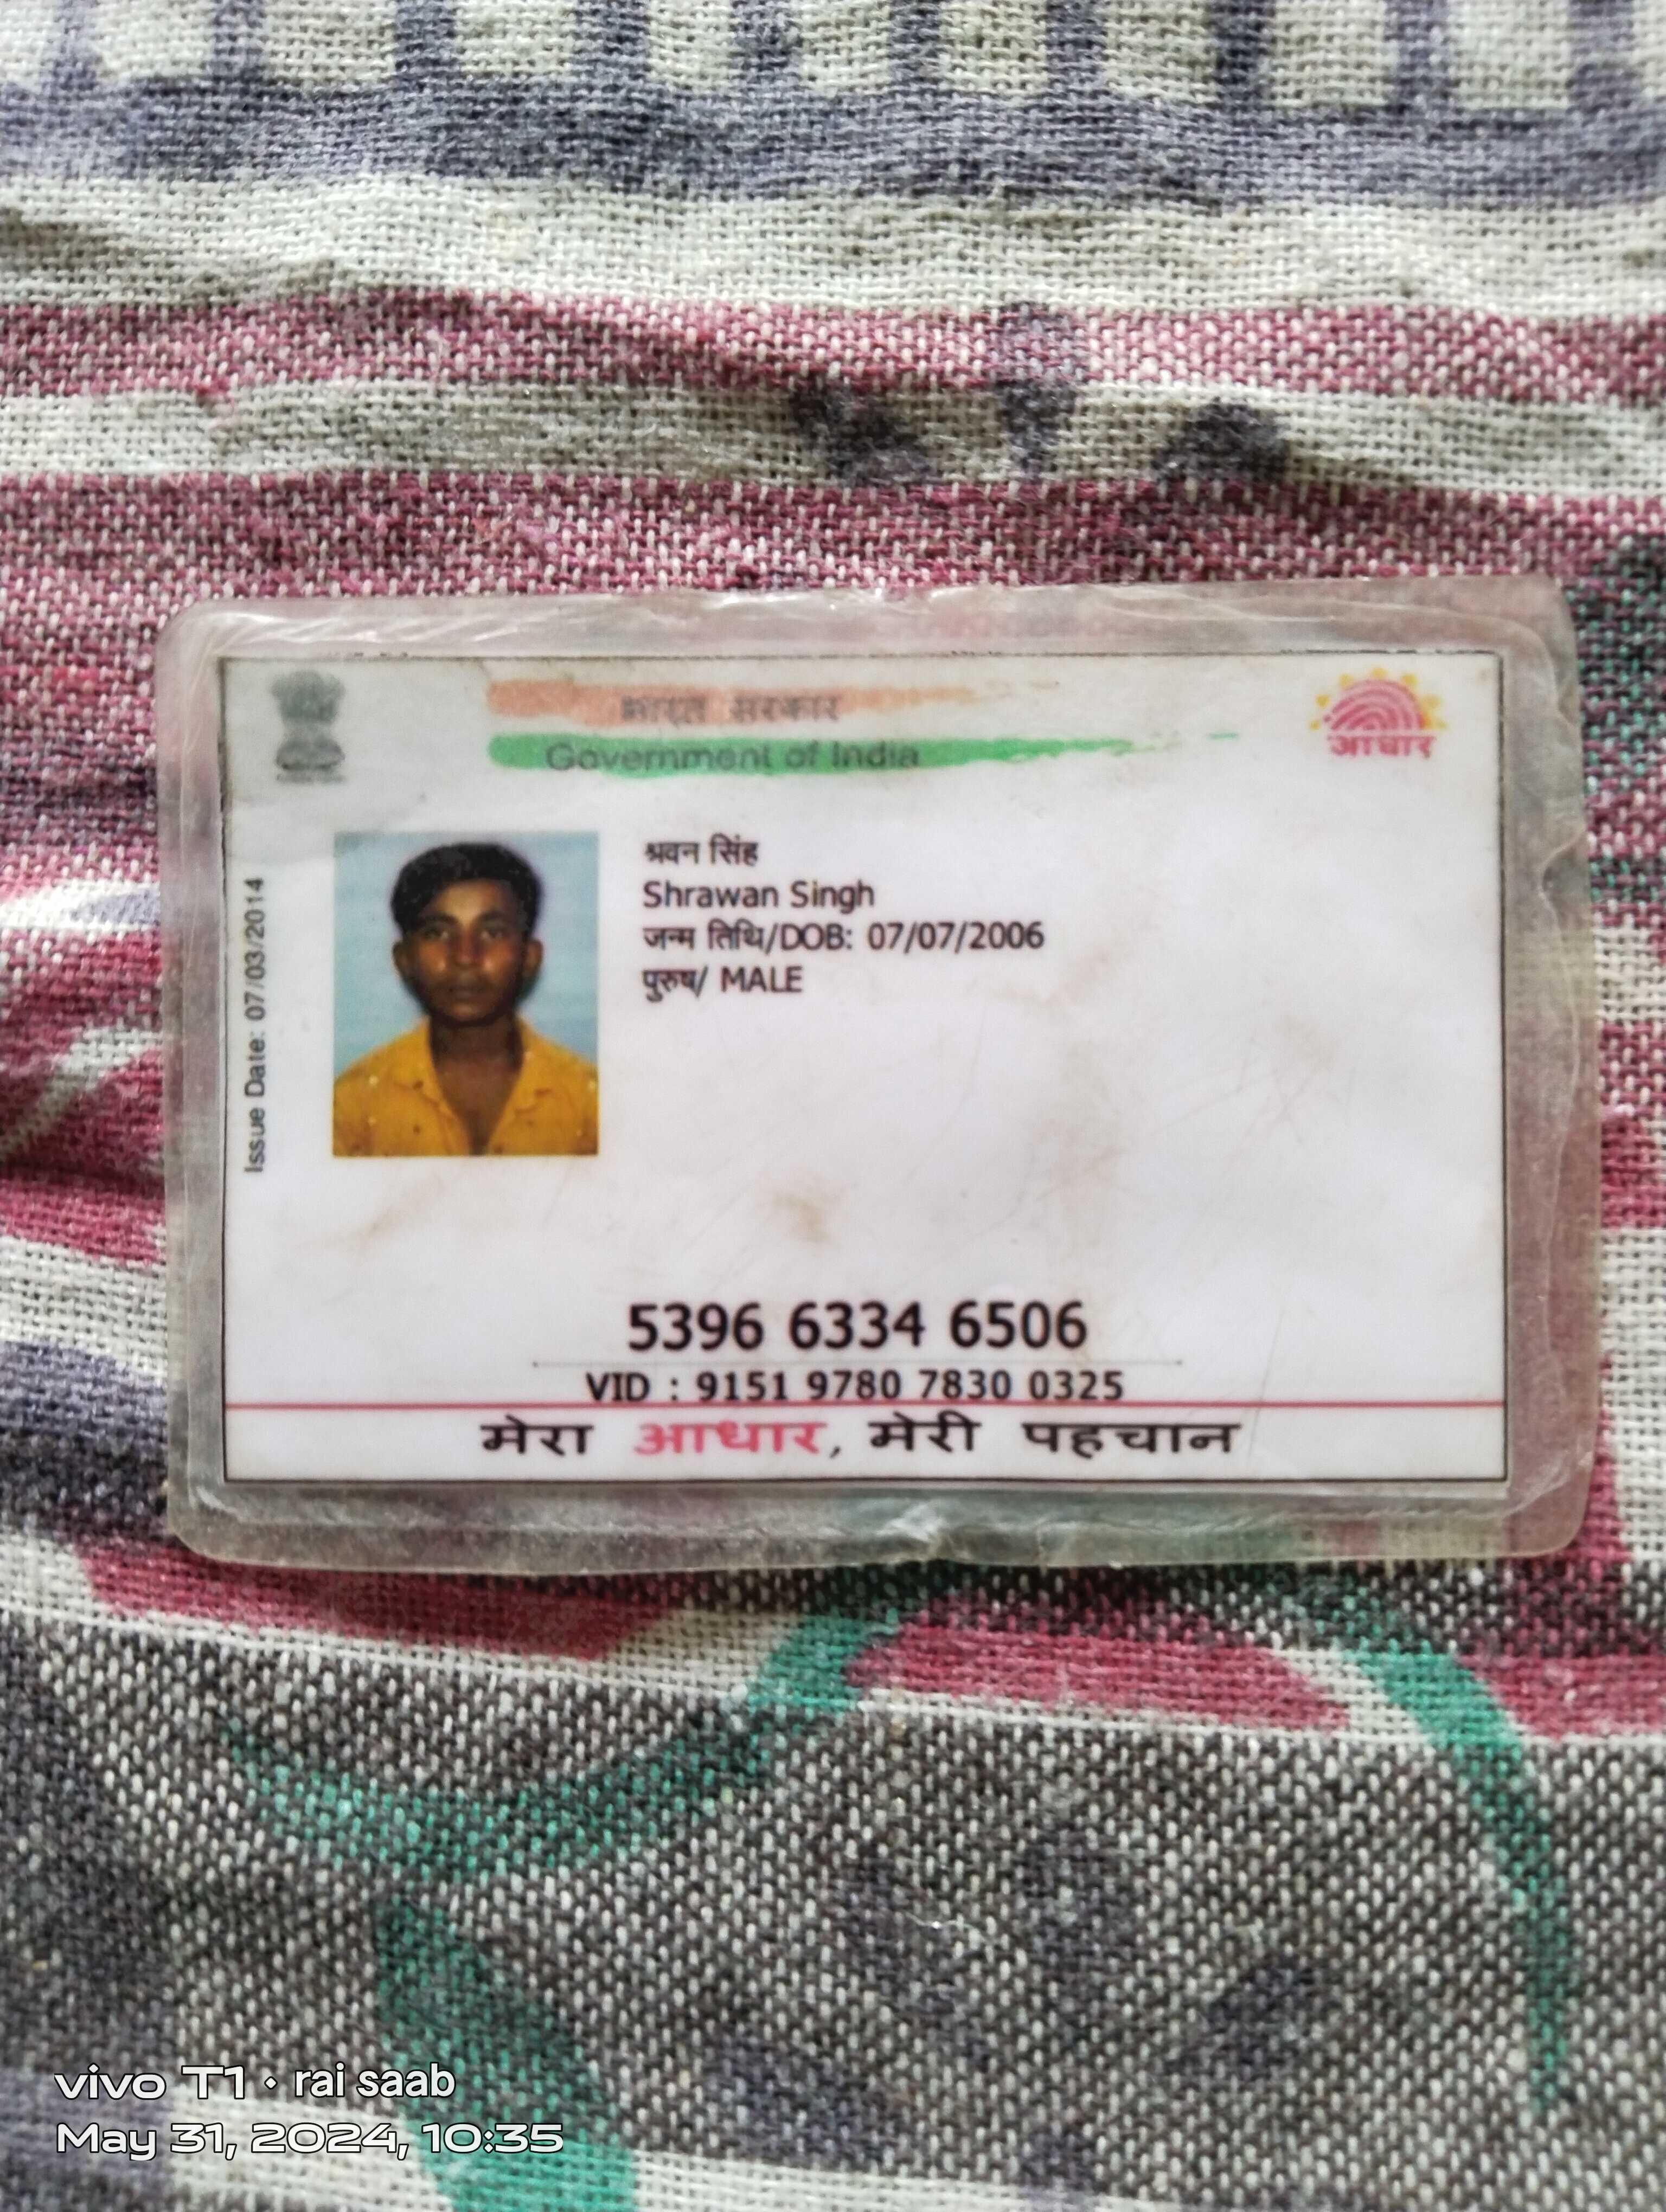 भारत सरकार
Government of India
आधार
Issue Date: 07/03/2014
श्रवन सिंह
Shrawan Singh
जन्म तिथि/DOB: 07/07/2006
पुरुष/ MALE
5396 6334 6506
VID : 9151 9780 7830 0325
मेरा आधार, मेरी पहचान
vivo T1 • rai saab
May 31, 2024, 10:35